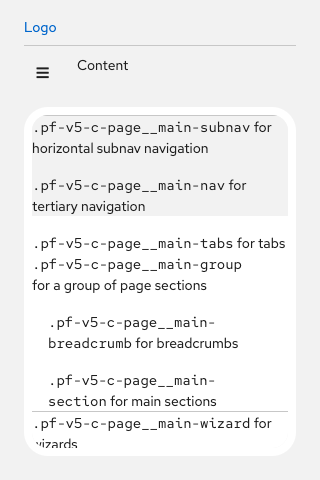 Logo
Content
.pf-v5-c-page__main-subnav for
horizontal subnav navigation
.pf-v5-c-page__main-nav for
tertiary navigation
.pf-v5-c-page__main-tabs for tabs
.pf-v5-c-page__main-group
for a group of page sections
.pf-v5-c-page__main-
breadcrumb for breadcrumbs
.pf-v5-c-page__main-
section for main sections
.pf-v5-c-page__main-wizard for
wizards